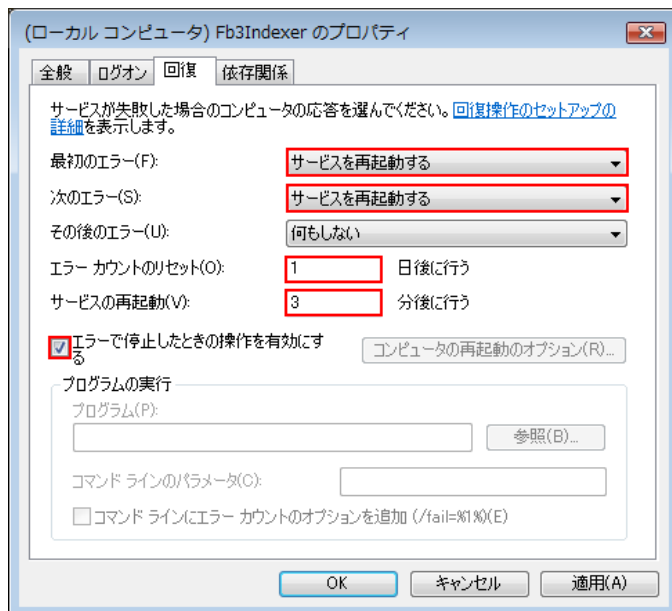 (ローカル コンピュータ) Fb3Indexer のプロパティ
全般 ログオン 回復 依存関係
サービスが失敗した場合のコンピュータの応答を選んでください。回復操作のセットアップの
詳細を表示します。
最初のエラー(F): サービスを再起動する
次のエラー(S): サービスを再起動する
その後のエラー(U): 何もしない
エラー カウントのリセット(O): 1 日後に行う
サービスの再起動(V): 3 分後に行う
エラーで停止したときの操作を有効にす
る
コンピュータの再起動のオプション(R)...
プログラムの実行
プログラム(P):
参照(B)...
コマンド ラインのパラメータ(C):
コマンド ラインにエラー カウントのオプションを追加 (/fail=%1%)(E)
OK キャンセル 適用(A)